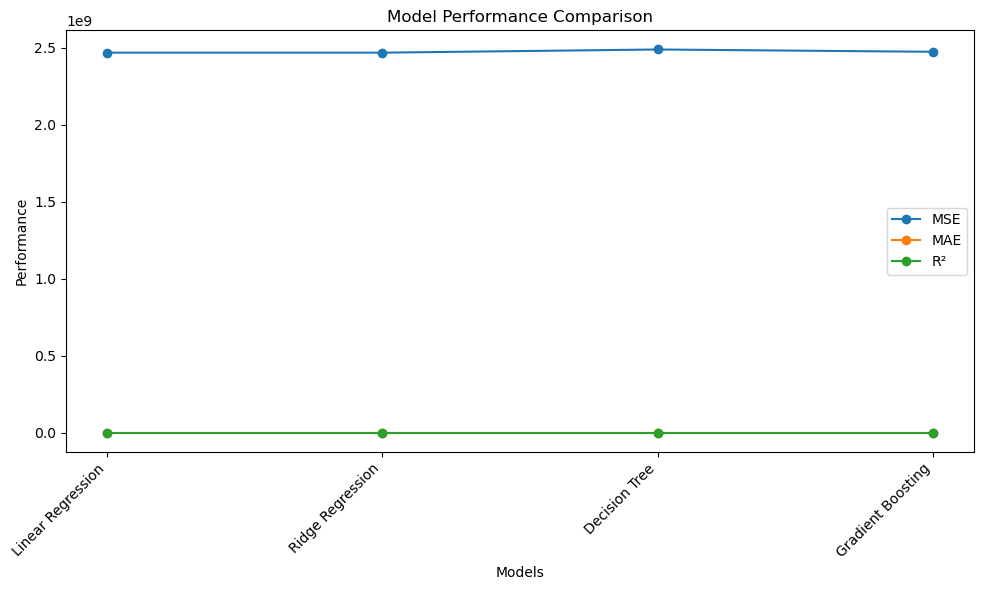 Model Performance Comparison
1e9
2.5
2.0
1.5
1.0
0.5
0.0
Performance
MSE
MAE
R²
Linear Regression
Ridge Regression
Decision Tree
Gradient Boosting
Models